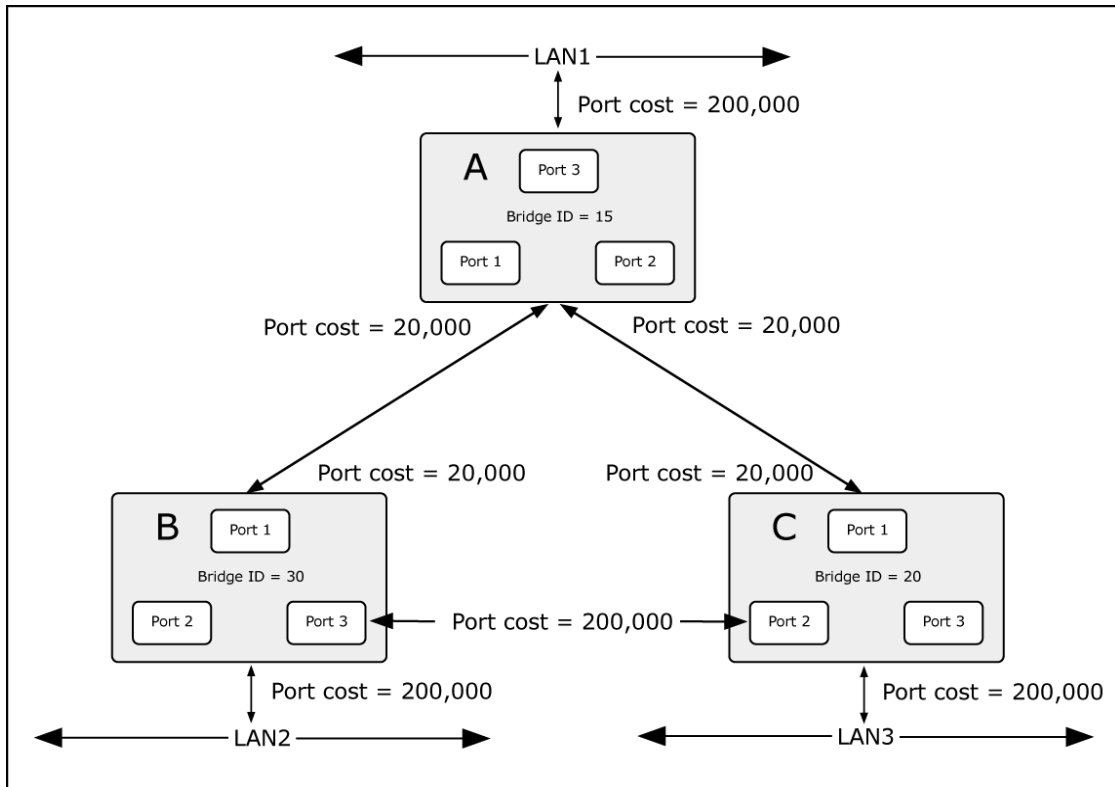 LAN1
Port cost = 200,000
A
Port 3
Bridge ID = 15
Port 1
Port 2
Port cost = 20,000
Port cost = 20,000
Port cost = 20,000
Port cost = 20,000
B
Port 1
Bridge ID = 30
Port 2
Port 3
C
Port 1
Bridge ID = 20
Port 2
Port 3
Port cost = 200,000
Port cost = 200,000
LAN2
Port cost = 200,000
LAN3